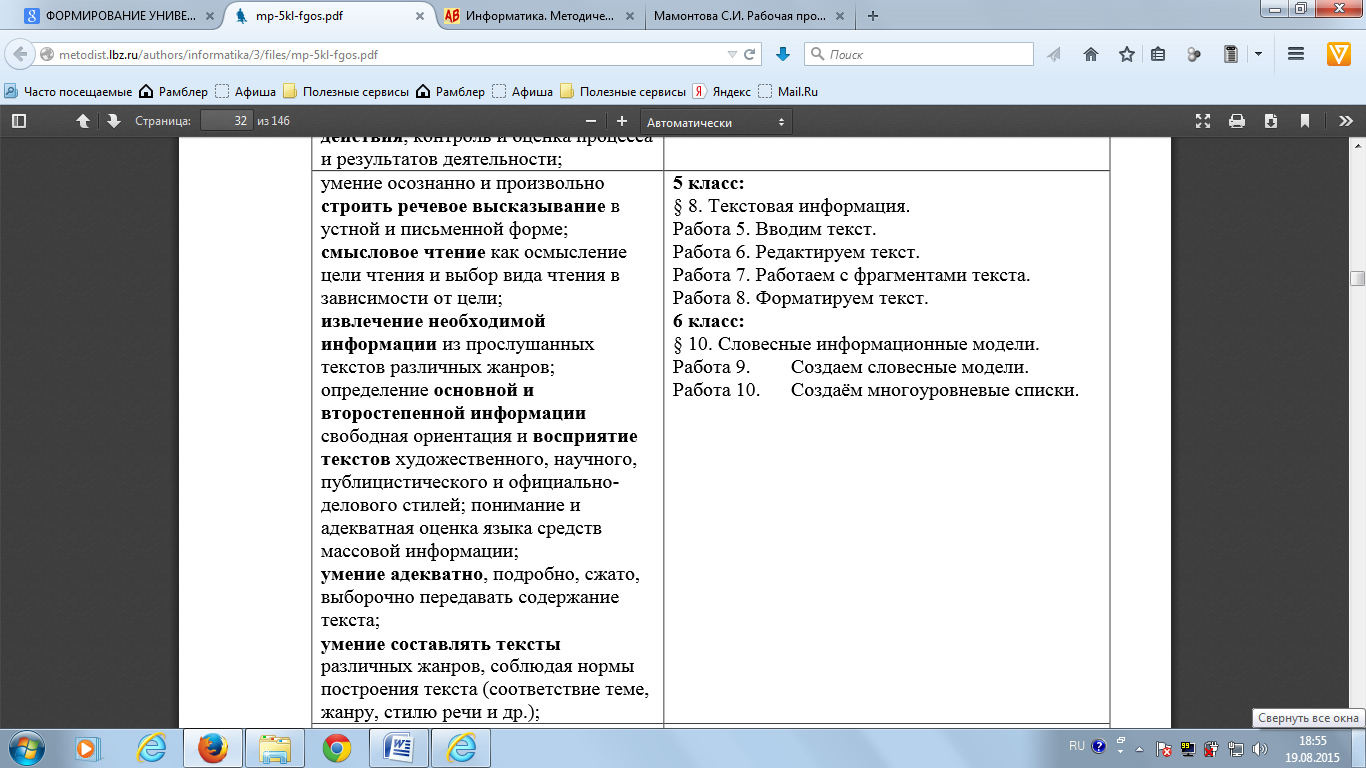 ФОРМИРОВАНИЕ УНИВЕ...
mp-5kl-fgos.pdf
Информатика. Методиче...
Мамонтова С.И. Рабочая про...
metodist.lbz.ru/authors/informatika/3/files/mp-5kl-fgos.pdf
Поиск
Часто посещаемые Рамблер Афиша Полезные сервисы Рамблер Афиша Полезные сервисы Яндекс Mail.Ru
Страница: 32 из 146
Автоматически
действия, контроль и оценка процесса
и результатов деятельности;
умение осознанно и произвольно
строить речевое высказывание в
устной и письменной форме;
смысловое чтение как осмысление
цели чтения и выбор вида чтения в
зависимости от цели;
извлечение необходимой
информации из прослушанных
текстов различных жанров;
определение основной и
второстепенной информации
свободная ориентация и восприятие
текстов художественного, научного,
публицистического и официально-
делового стилей; понимание и
адекватная оценка языка средств
массовой информации;
умение адекватно, подробно, сжато,
выборочно передавать содержание
текста;
умение составлять тексты
различных жанров, соблюдая нормы
построения текста (соответствие теме,
жанру, стилю речи и др.);
5 класс:
§ 8. Текстовая информация.
Работа 5. Вводим текст.
Работа 6. Редактируем текст.
Работа 7. Работаем с фрагментами текста.
Работа 8. Форматируем текст.
6 класс:
§ 10. Словесные информационные модели.
Работа 9. Создаем словесные модели.
Работа 10. Создаём многоуровневые списки.
Свернуть все окна
RU
99
18:55
19.08.2015